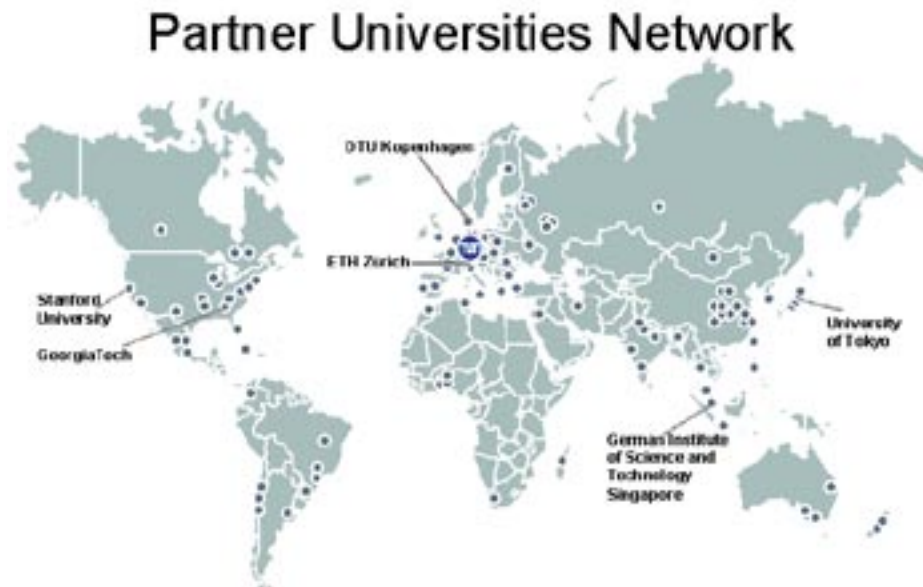 Partner Universities Network
DTU Kopenhagen
ETH Zürich
Stanford
University
GeorgiaTech
University
of Tokyo
German Institute
of Science and
Technology
Singapore